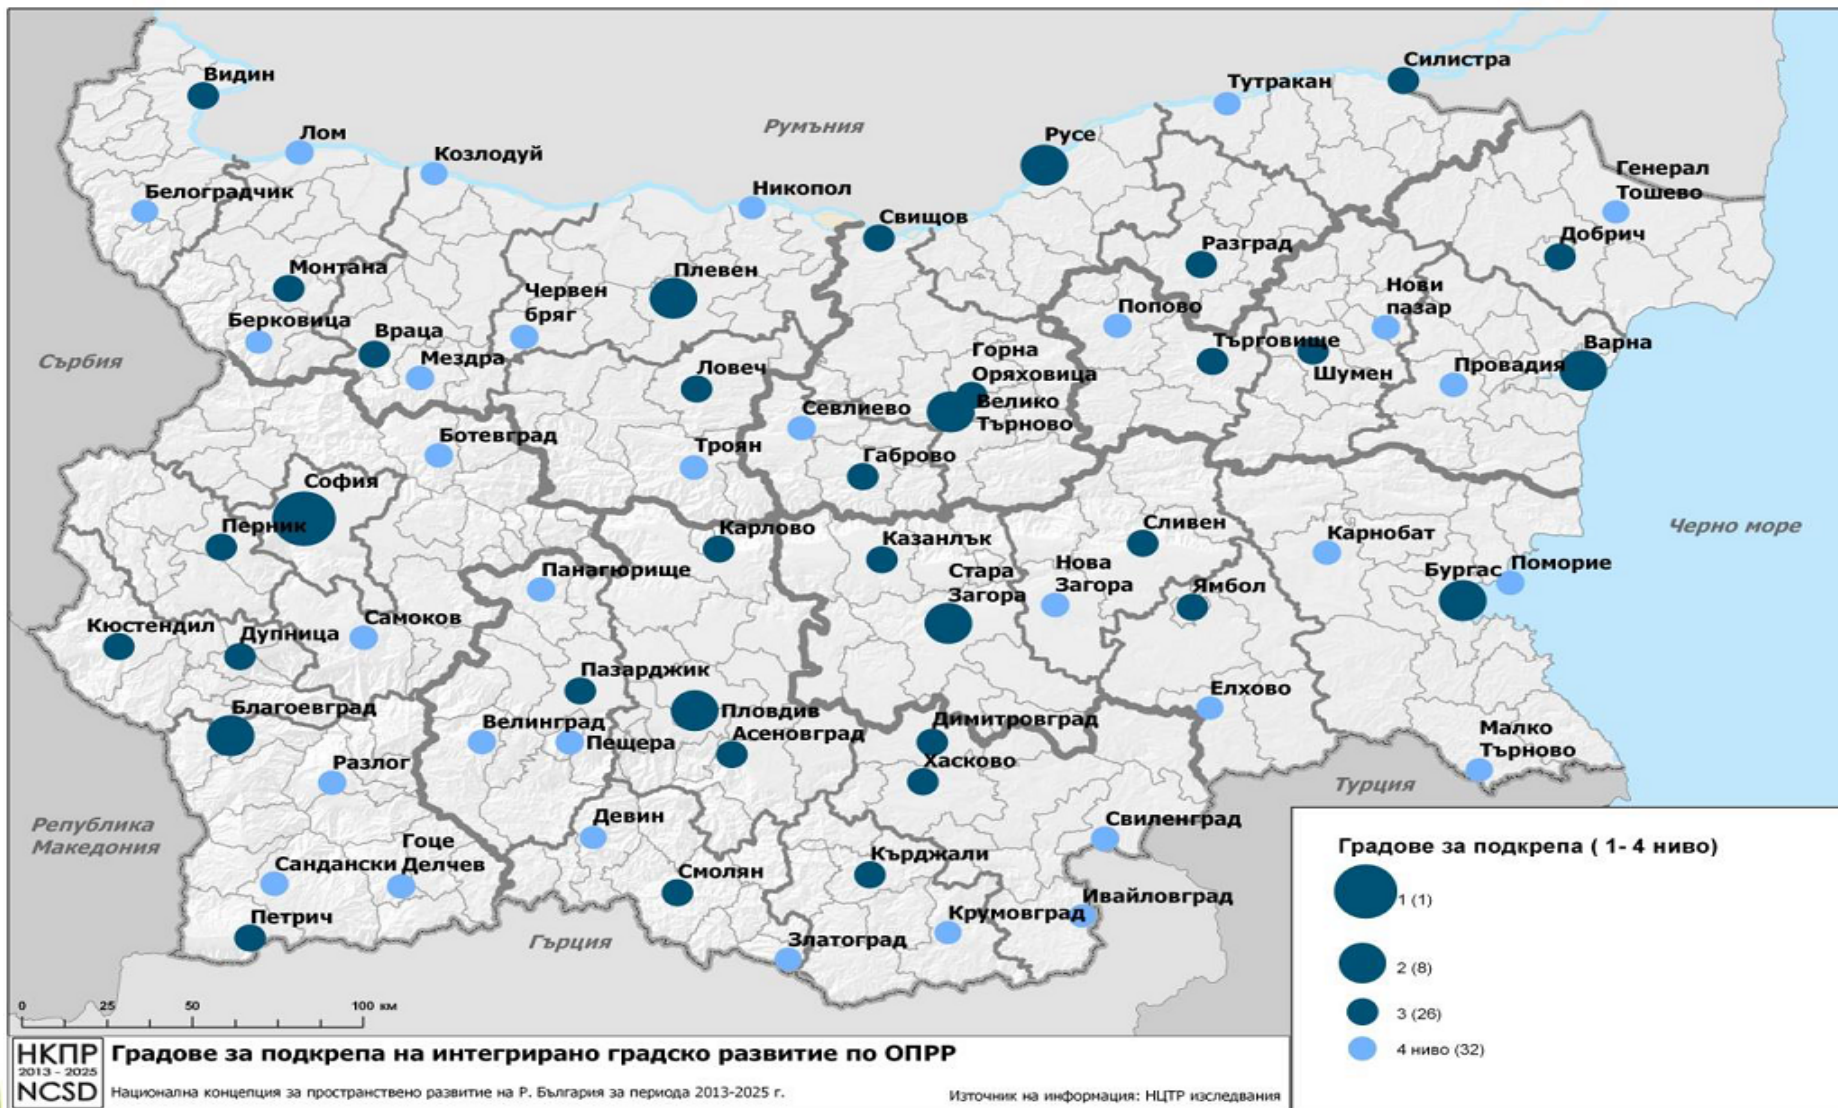 Видин
Силистра
Тутракан
Лом
Румъния
Русе
Козлодуй
Генерал
Тошево
Белоградчик
Никопол
Свищов
Добрич
Разград
Монтана
Плевен
Нови
пазар
Червен
бряг
Попово
Берковица
Враца
Търговище
Варна
Сърбия
Мездра
Ловеч
Горна
Оряховица
Шумен
Провадия
Севлиево
Велико
Търново
Ботевград
Троян
Габрово
София
Перник
Карлово
Казанлък
Сливен
Карнобат
Черно море
Панагюрище
Стара
Загора
Нова
Загора
Ямбол
Бургас
Поморие
Кюстендил
Дупница
Самоков
Пазарджик
Елхово
Благоевград
Велинград
Пещера
Пловдив
Асеновград
Димитровград
Малко
Търново
Разлог
Хасково
Турция
Република
Македония
Девин
Свиленград
Гоце
Делчев
Сандански
Смолян
Кърджали
Ивайловград
Петрич
Крумовград
Гърция
Златоград
0 25 50 100 км
Градове за подкрепа ( 1- 4 ниво)
1 (1)
2 (8)
3 (26)
4 ниво (32)
НКПР
2013 - 2025
NCSD
Градове за подкрепа на интегрирано градско развитие по ОПРР
Национална концепция за пространствено развитие на Р. България за периода 2013-2025 г.
Източник на информация: НЦТР изследвания